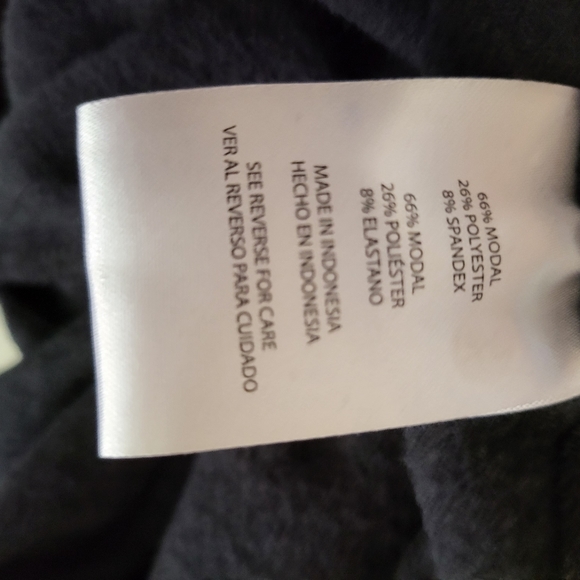 66% MODAL
26% POLYESTER
8% SPANDEX
66% MODAL
26% POLIÉSTER
8% ELASTANO
MADE IN INDONESIA
HECHO EN INDONESIA
SEE REVERSE FOR CARE
VER AL REVERSO PARA CUIDADO